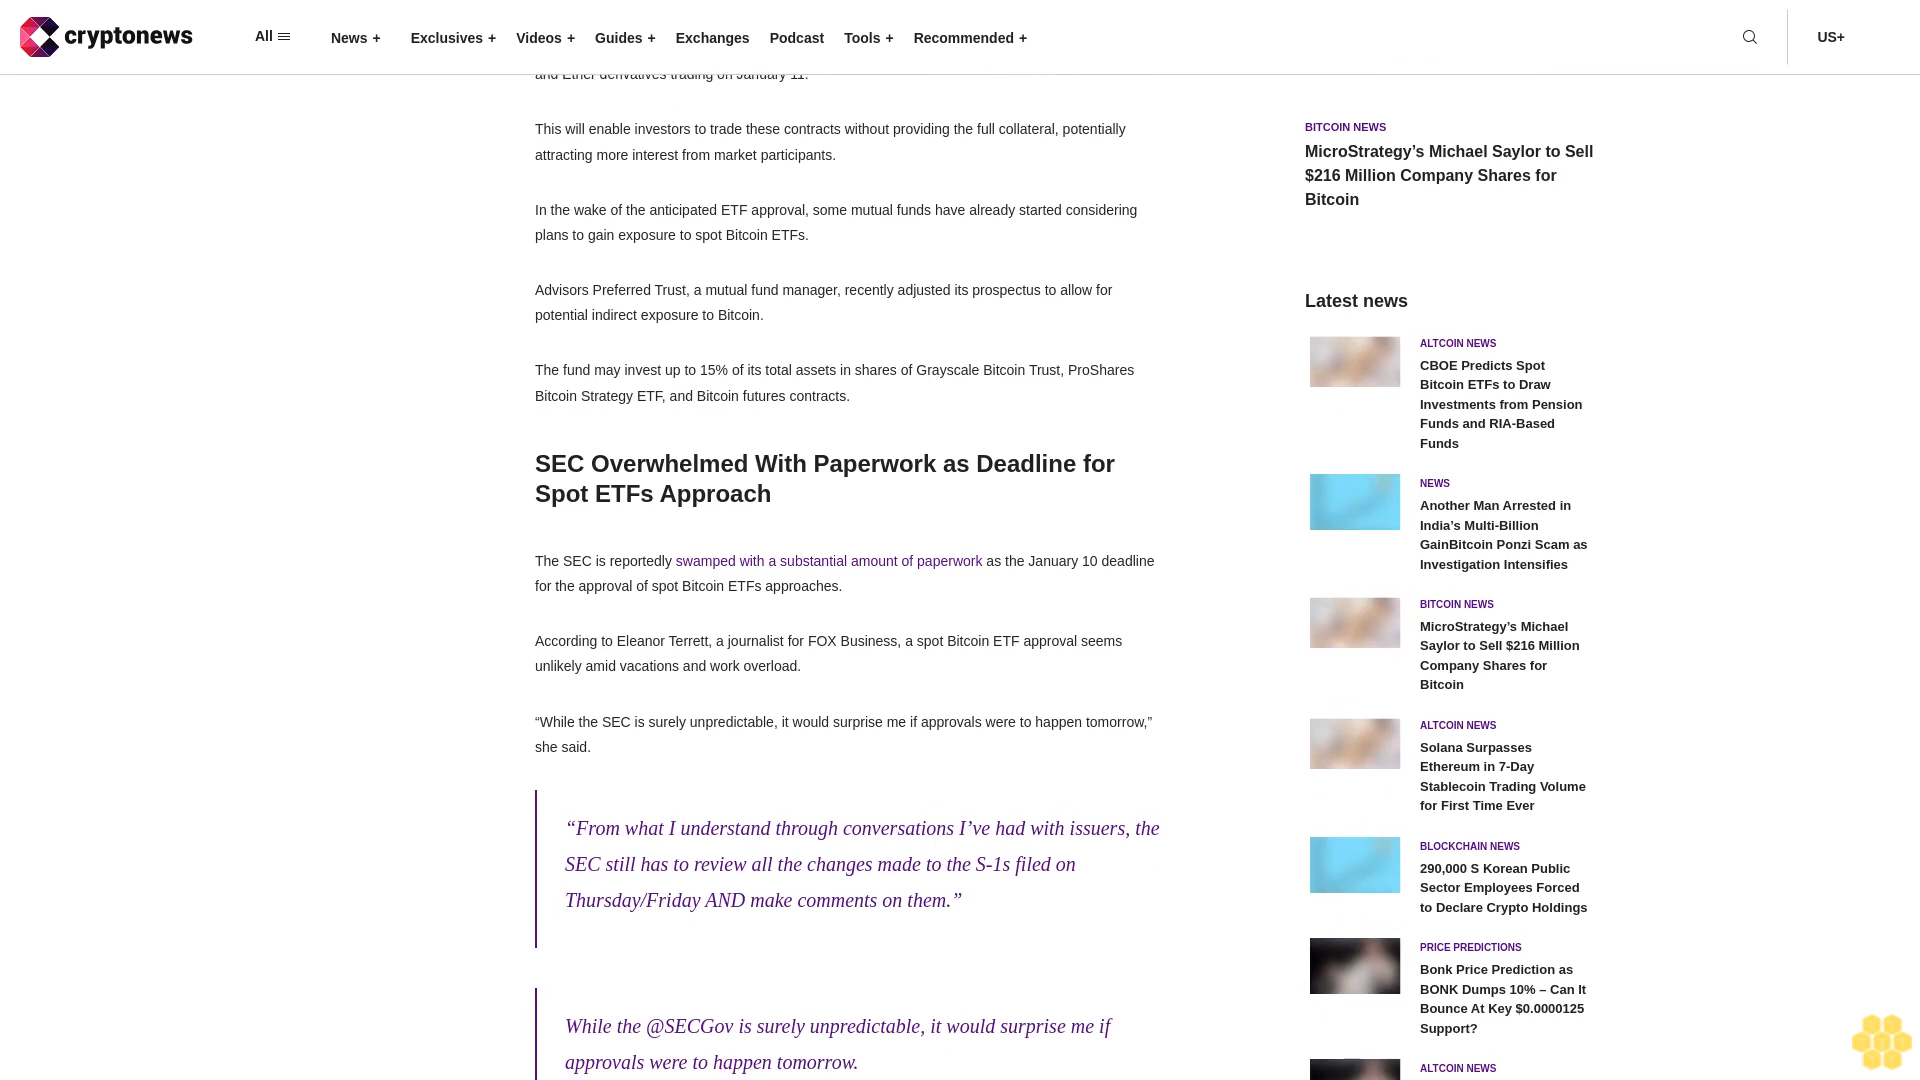 cryptonews
All
News +
Exclusives +
Videos +
Guides +
Exchanges
Podcast
Tools +
Recommended +
US+
and Ether derivatives trading on January 11.
This will enable investors to trade these contracts without providing the full collateral, potentially
attracting more interest from market participants.
In the wake of the anticipated ETF approval, some mutual funds have already started considering
plans to gain exposure to spot Bitcoin ETFs.
Advisors Preferred Trust, a mutual fund manager, recently adjusted its prospectus to allow for
potential indirect exposure to Bitcoin.
The fund may invest up to 15% of its total assets in shares of Grayscale Bitcoin Trust, ProShares
Bitcoin Strategy ETF, and Bitcoin futures contracts.
SEC Overwhelmed With Paperwork as Deadline for
Spot ETFs Approach
The SEC is reportedly swamped with a substantial amount of paperwork as the January 10 deadline
for the approval of spot Bitcoin ETFs approaches.
According to Eleanor Terrett, a journalist for FOX Business, a spot Bitcoin ETF approval seems
unlikely amid vacations and work overload.
“While the SEC is surely unpredictable, it would surprise me if approvals were to happen tomorrow,”
she said.
“From what I understand through conversations I’ve had with issuers, the
SEC still has to review all the changes made to the S-1s filed on
Thursday/Friday AND make comments on them.”
While the @SECGov is surely unpredictable, it would surprise me if
approvals were to happen tomorrow.
BITCOIN NEWS
MicroStrategy’s Michael Saylor to Sell
$216 Million Company Shares for
Bitcoin
Latest news
ALTCOIN NEWS
CBOE Predicts Spot
Bitcoin ETFs to Draw
Investments from Pension
Funds and RIA-Based
Funds
NEWS
Another Man Arrested in
India’s Multi-Billion
GainBitcoin Ponzi Scam as
Investigation Intensifies
BITCOIN NEWS
MicroStrategy’s Michael
Saylor to Sell $216 Million
Company Shares for
Bitcoin
ALTCOIN NEWS
Solana Surpasses
Ethereum in 7-Day
Stablecoin Trading Volume
for First Time Ever
BLOCKCHAIN NEWS
290,000 S Korean Public
Sector Employees Forced
to Declare Crypto Holdings
PRICE PREDICTIONS
Bonk Price Prediction as
BONK Dumps 10% – Can It
Bounce At Key $0.0000125
Support?
ALTCOIN NEWS